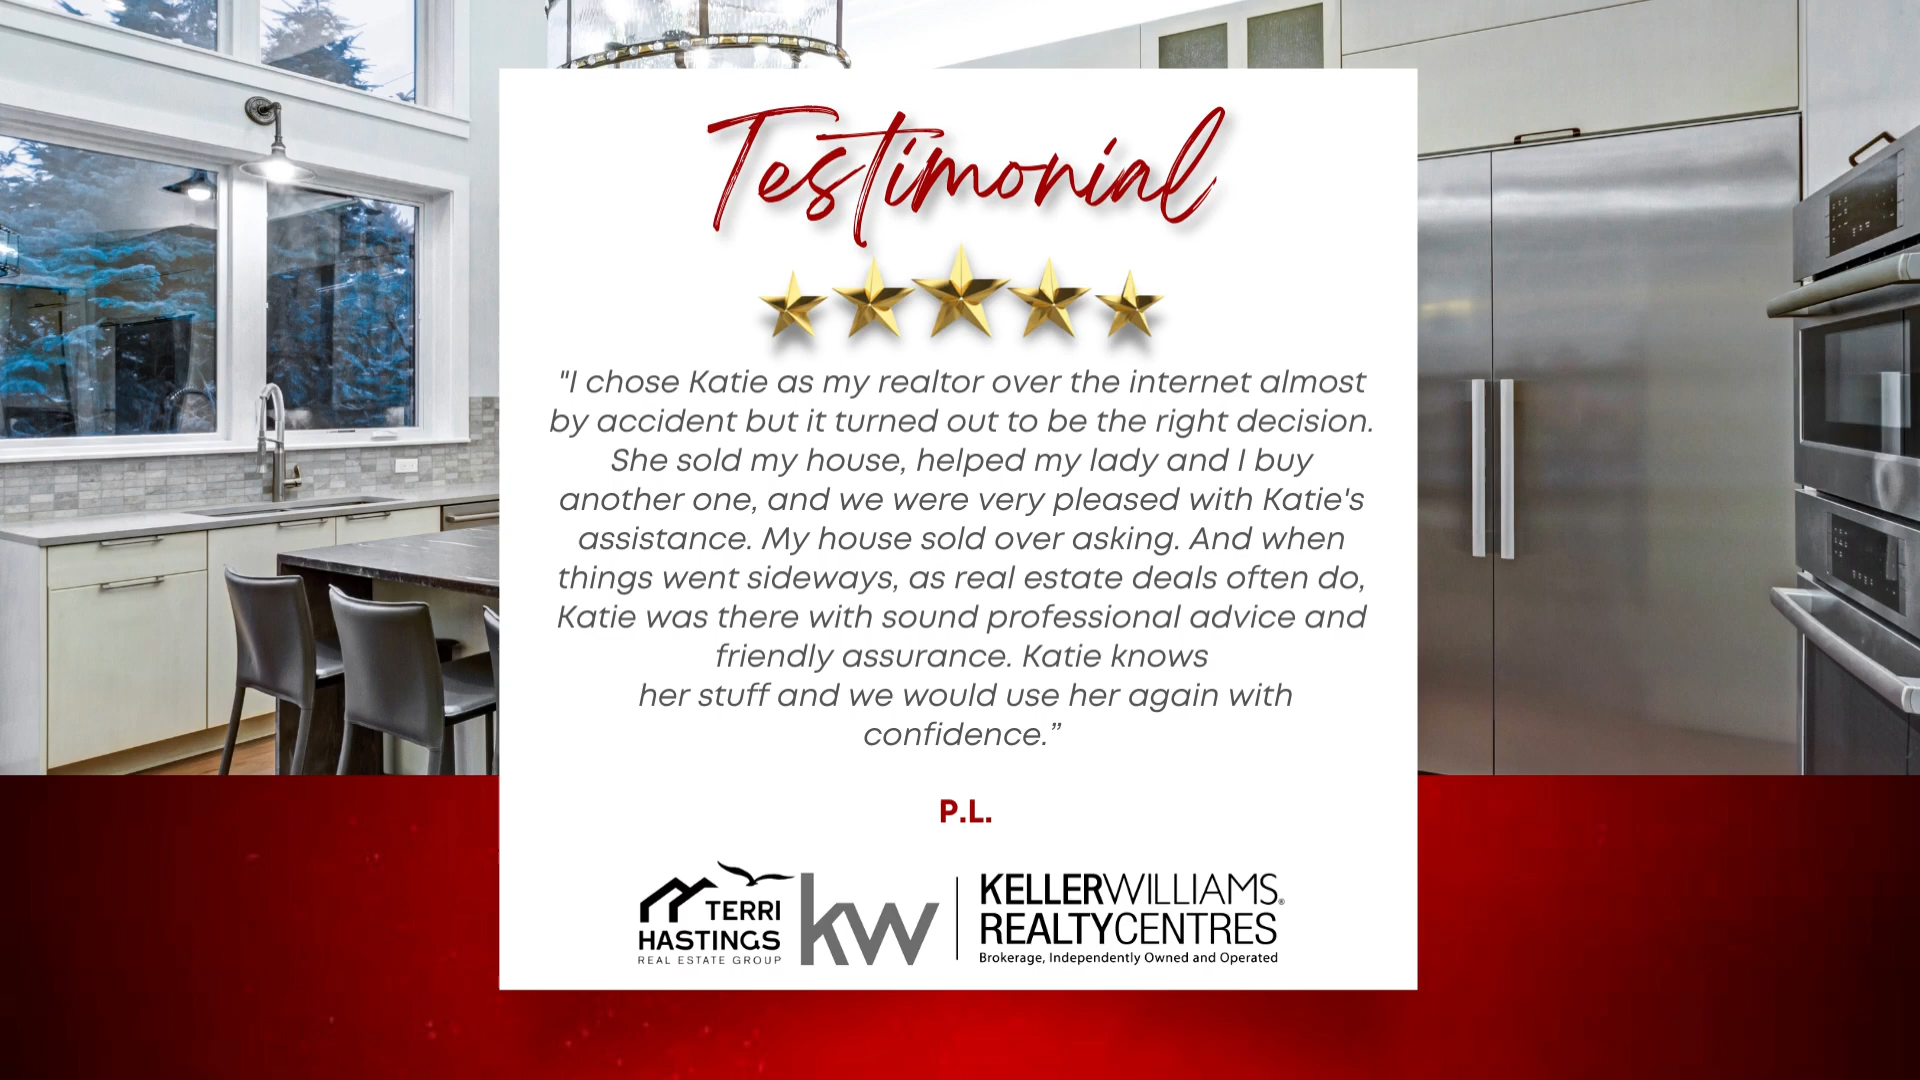 Testimonial
"I chose Katie as my realtor over the internet almost
by accident but it turned out to be the right decision.
She sold my house, helped my lady and I buy
another one, and we were very pleased with Katie's
assistance. My house sold over asking. And when
things went sideways, as real estate deals often do,
Katie was there with sound professional advice and
friendly assurance. Katie knows
her stuff and we would use her again with
confidence.”
P.L.
TERRI
HASTINGS
REAL ESTATE GROUP
kw
KELLERWILLIAMS®
REALTYCENTRES
Brokerage, Independently Owned and Operated